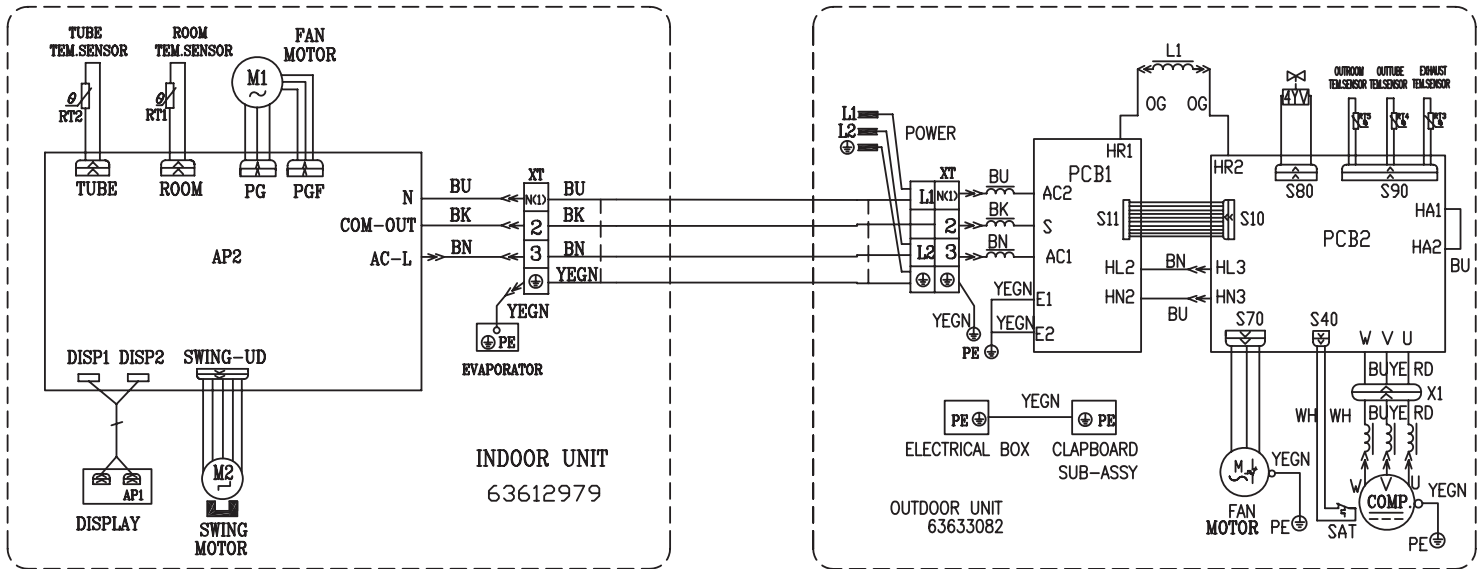 TUBE
TEM.SENSOR
ROOM
TEM.SENSOR
FAN
MOTOR
M1
RT2
RT1
TUBE
ROOM
PG
PGF
N
COM-OUT
AC-L
AP2
BU
BK
BN
XT
N(1)
2
3
BU
BK
BN
YEGN
YEGN
PE
EVAPORATOR
DISP1
DISP2
SWING-UD
AP1
DISPLAY
M2
SWING
MOTOR
INDOOR UNIT
63612979
L1
L2
POWER
XT
L1
N(1)
2
L2
3
BU
BK
BN
YEGN
PE
L1
OG
OG
HR1
PCB1
AC2
S
AC1
S11
S10
HL2
HN2
BN
BU
HL3
HN3
YEGN
E1
YEGN
E2
HR2
4YV
S80
OUTROOM
TEM.SENSOR
OUTTUBE
TEM.SENSOR
EXHAUST
TEM.SENSOR
RT5
RT4
RT3
S90
PCB2
HA1
HA2
BU
S70
S40
W V U
BU YE RD
X1
WH
WH
BU YE RD
M
YEGN
FAN
MOTOR
PE
SAT
W
V
U
COMP.
YEGN
PE
PE
YEGN
PE
ELECTRICAL BOX
CLAPBOARD
SUB-ASSY
OUTDOOR UNIT
63633082